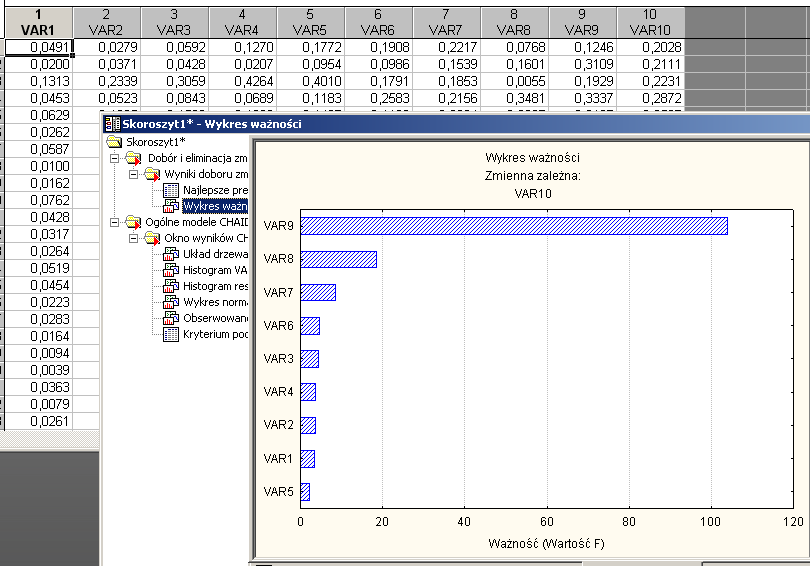 1 2 3 4 5 6 7 8 9 10
VAR1 VAR2 VAR3 VAR4 VAR5 VAR6 VAR7 VAR8 VAR9 VAR10
0,0491 0,0279 0,0592 0,1270 0,1772 0,1908 0,2217 0,0768 0,1246 0,2028
0,0200 0,0371 0,0428 0,0207 0,0954 0,0986 0,1539 0,1601 0,3109 0,2111
0,1313 0,2339 0,3059 0,4264 0,4010 0,1791 0,1853 0,0055 0,1929 0,2231
0,0453 0,0523 0,0843 0,0689 0,1183 0,2583 0,2156 0,3481 0,3337 0,2872
0,0629
0,0262
0,0587
0,0100
0,0162
0,0762
0,0428
0,0317
0,0264
0,0519
0,0454
0,0223
0,0283
0,0164
0,0094
0,0039
0,0363
0,0079
0,0261
Skoroszyt1* - Wykres ważności
Skoroszyt1*
Dobór i eliminacja zm
Wyniki doboru zm
Najlepsze pre
Wykres ważn
Ogólne modele CHAID
Okno wyników CH
Układ drzewa
Histogram VA
Histogram res
Wykres norma
Obserwowane
Kryterium poc
Wykres ważności
Zmienna zależna:
VAR10
VAR9
VAR8
VAR7
VAR6
VAR3
VAR4
VAR2
VAR1
VAR5
0 20 40 60 80 100 120
Ważność (Wartość F)